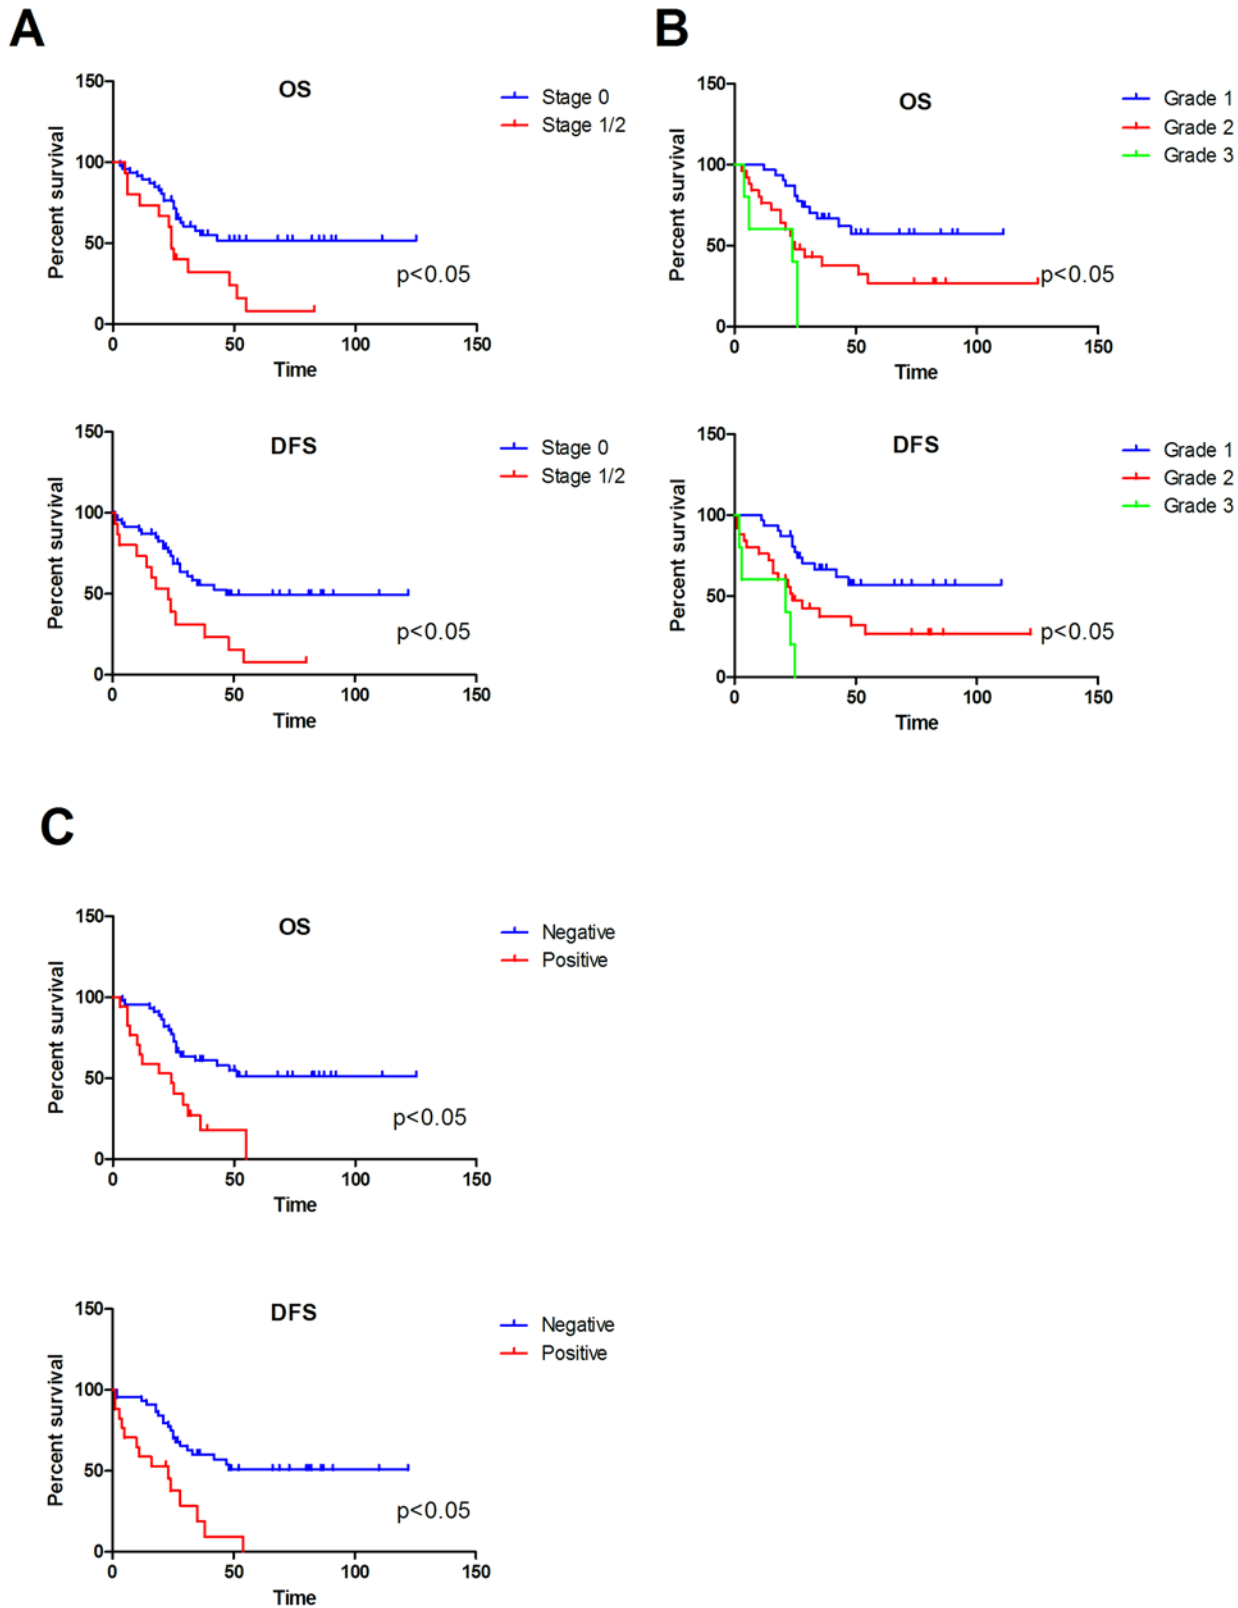 A
OS
Stage 0
Stage 1/2
150
100
50
0
Percent survival
p<0.05
0 50 100 150
Time
DFS
Stage 0
Stage 1/2
150
100
50
0
Percent survival
p<0.05
0 50 100 150
Time
B
OS
Grade 1
Grade 2
Grade 3
150
100
50
0
Percent survival
p<0.05
0 50 100 150
Time
DFS
Grade 1
Grade 2
Grade 3
150
100
50
0
Percent survival
p<0.05
0 50 100 150
Time
C
OS
Negative
Positive
150
100
50
0
Percent survival
p<0.05
0 50 100 150
Time
DFS
Negative
Positive
150
100
50
0
Percent survival
p<0.05
0 50 100 150
Time